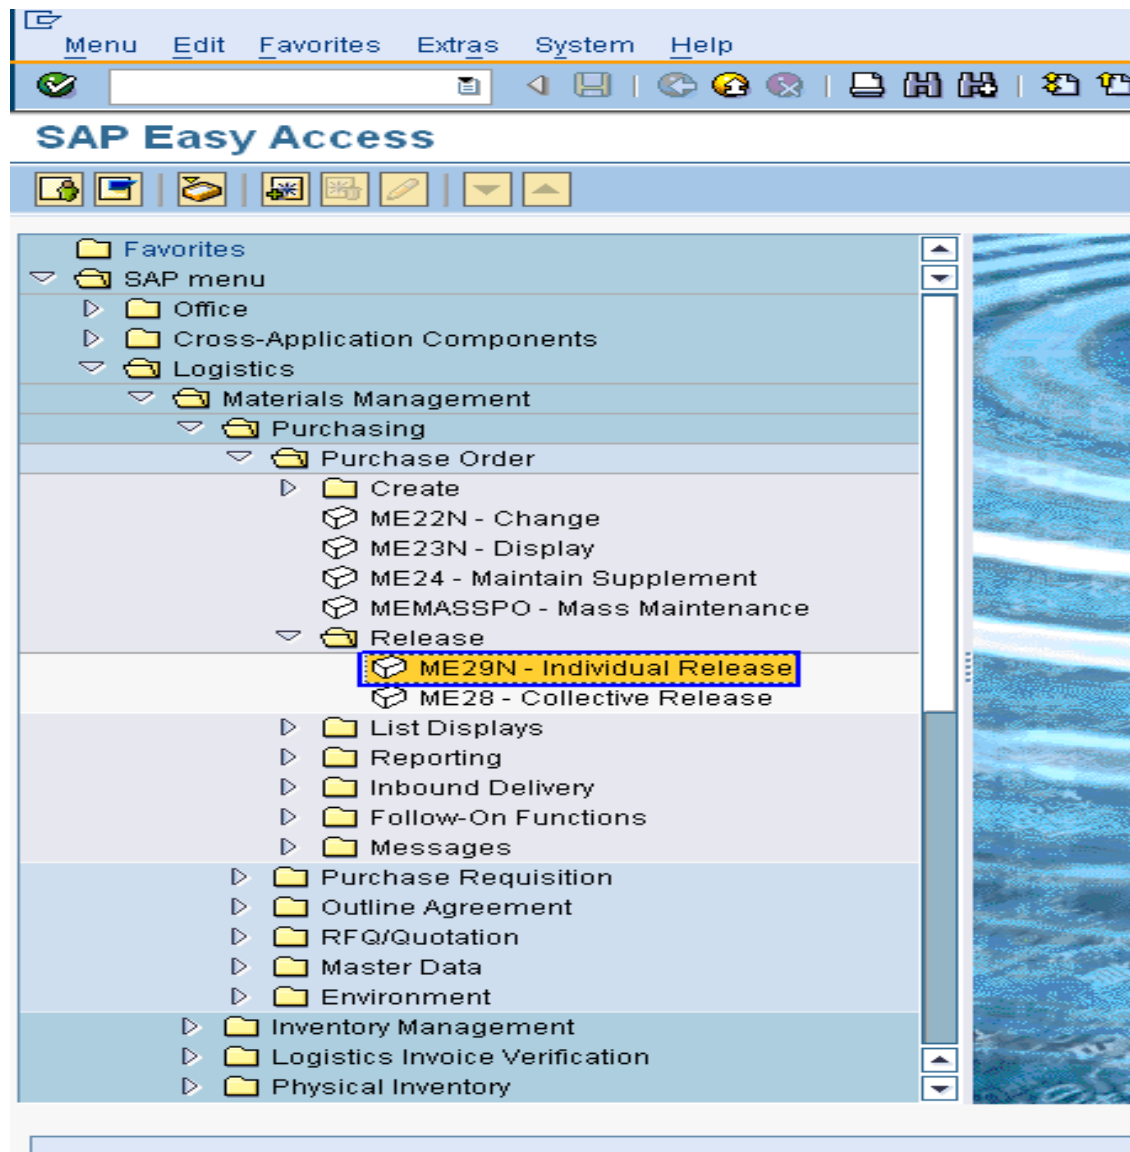 Menu Edit Favorites Extras System Help
SAP Easy Access
Favorites
SAP menu
Office
Cross-Application Components
Logistics
Materials Management
Purchasing
Purchase Order
Create
ME22N - Change
ME23N - Display
ME24 - Maintain Supplement
MEMASSPO - Mass Maintenance
Release
ME29N - Individual Release
ME28 - Collective Release
List Displays
Reporting
Inbound Delivery
Follow-On Functions
Messages
Purchase Requisition
Outline Agreement
RFQ/Quotation
Master Data
Environment
Inventory Management
Logistics Invoice Verification
Physical Inventory